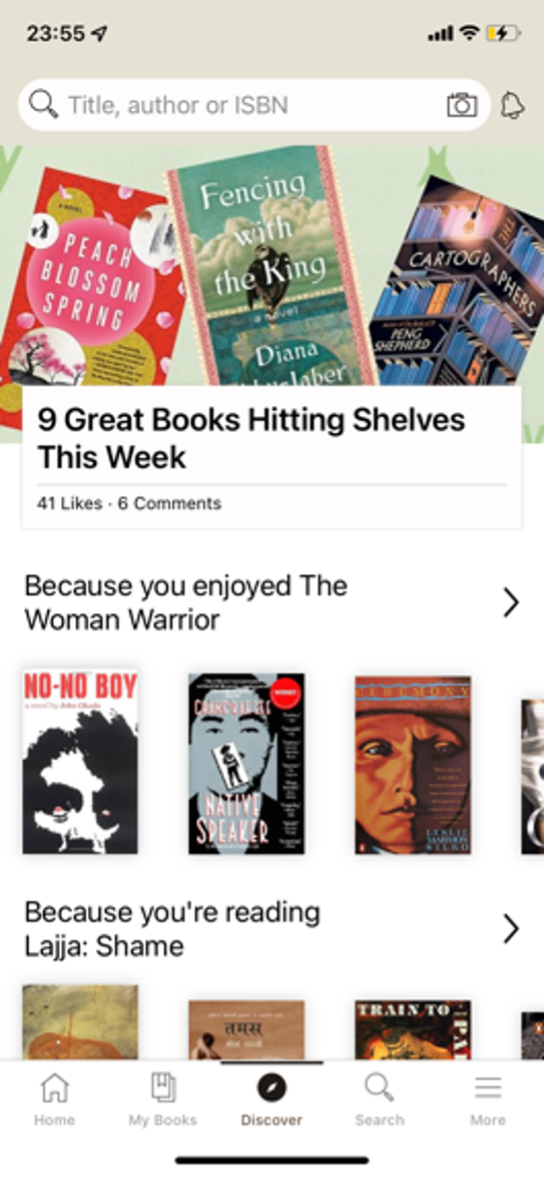 23:55
Title, author or ISBN
A NOVEL
PEACH
BLOSSOM
SPRING
Fencing
with
the King
a novel
Diana
THE
CARTOGRAPHERS
PENG
SHEPHERD
9 Great Books Hitting Shelves
This Week
41 Likes · 6 Comments
Because you enjoyed The
Woman Warrior
NO-NO BOY
a novel by John Okada
CHANG-RAE LEE
WINNER
NATIVE
SPEAKER
CEREMONY
LESLIE
MARMON
SILKO
Because you're reading
Lajja: Shame
तमस
TRAIN TO
Home
My Books
Discover
Search
More